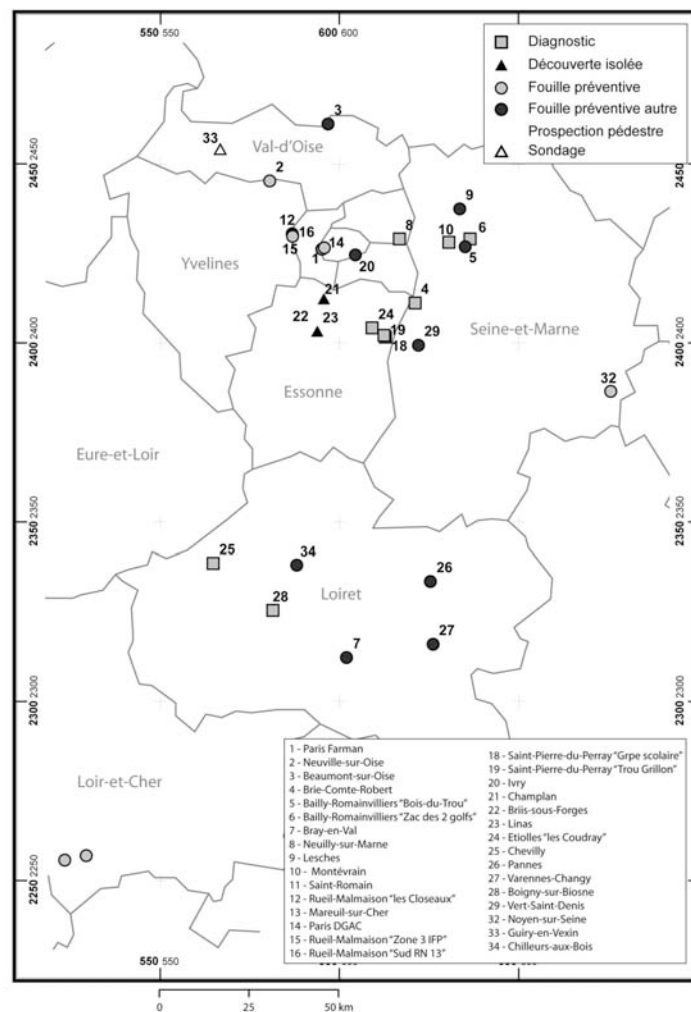 550 550
600 600
Diagnostic
Découverte isolée
Fouille préventive
Fouille préventive autre
Prospection pédestre
Sondage
3
33
Val-d'Oise
2450 2450
2
9
12
16
8
10
6
14
15
1
5
Yvelines
20
21
4
22
23
24
19
29
18
Seine-et-Marne
2400 2400
32
Essonne
Eure-et-Loir
2350 2350
25
34
26
28
Loiret
27
7
2300 2300
Loir-et-Cher
2250 2250
1 - Paris Farman
2 - Neuville-sur-Oise
3 - Beaumont-sur-Oise
4 - Brie-Comte-Robert
5 - Bailly-Romainvilliers "Bois-du-Trou"
6 - Bailly-Romainvilliers "Zac des 2 golfs"
7 - Bray-en-Val
8 - Neuilly-sur-Marne
9 - Lesches
10 - Montévrain
11 - Saint-Romain
12 - Rueil-Malmaison "les Closeaux"
13 - Mareuil-sur-Cher
14 - Paris DGAC
15 - Rueil-Malmaison "Zone 3 IFP"
16 - Rueil-Malmaison "Sud RN 13"
18 - Saint-Pierre-du-Perray "Grpe scolaire"
19 - Saint-Pierre-du-Perray "Trou Grillon"
20 - Ivry
21 - Champlan
22 - Briis-sous-Forges
23 - Linas
24 - Etiolles "les Coudray"
25 - Chevilly
26 - Pannes
27 - Varennes-Changy
28 - Boigny-sur-Biosne
29 - Vert-Saint-Denis
32 - Noyen-sur-Seine
33 - Guiry-en-Vexin
34 - Chilleurs-aux-Bois
550 550
0 25 50 km